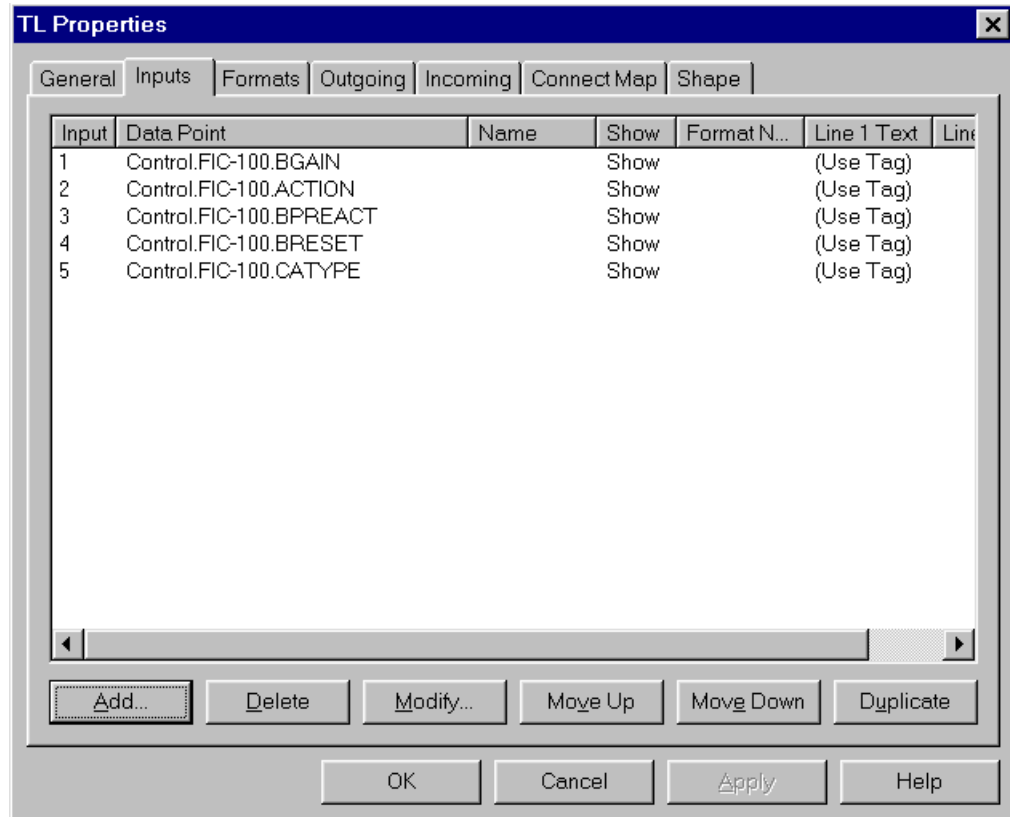 TL Properties
General Inputs Formats Outgoing Incoming Connect Map Shape
Input Data Point Name Show Format N... Line 1 Text Line
1 Control.FIC-100.BGAIN Show (Use Tag)
2 Control.FIC-100.ACTION Show (Use Tag)
3 Control.FIC-100.BPREACT Show (Use Tag)
4 Control.FIC-100.BRESET Show (Use Tag)
5 Control.FIC-100.CATYPE Show (Use Tag)
Add... Delete Modify... Move Up Move Down Duplicate
OK Cancel Apply Help